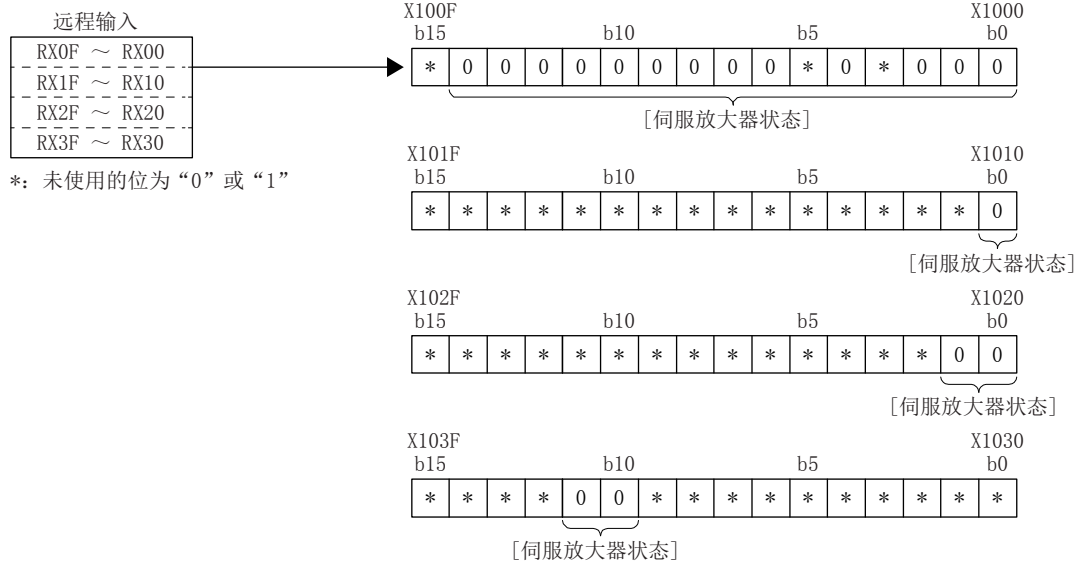 远程输入
RX0F ～ RX00
RX1F ～ RX10
RX2F ～ RX20
RX3F ～ RX30
*: 未使用的位为“0”或“1”
X100F X1000
b15 b10 b5 b0
* 0 0 0 0 0 0 0 0 0 * 0 * 0 0 0
[伺服放大器状态]
X101F X1010
b15 b10 b5 b0
* * * * * * * * * * * * * * * 0
[伺服放大器状态]
X102F X1020
b15 b10 b5 b0
* * * * * * * * * * * * * * 0 0
[伺服放大器状态]
X103F X1030
b15 b10 b5 b0
* * * * 0 0 * * * * * * * * * *
[伺服放大器状态]